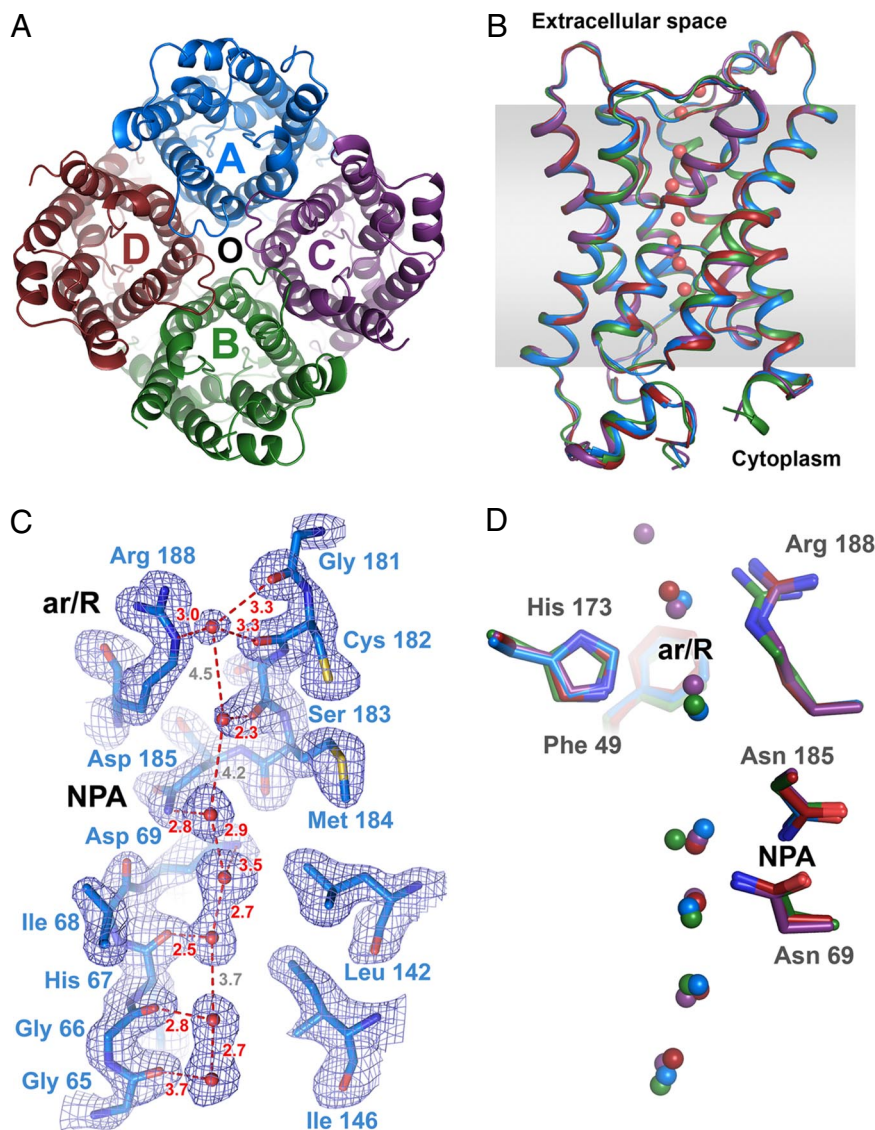 A
A
D
O
C
B
B
Extracellular space
Cytoplasm
C
Arg 188
Gly 181
ar/R
3.0
3.3
3.3
Cys 182
4.5
Ser 183
2.3
Asp 185
4.2
NPA
Met 184
2.8
2.9
Asp 69
3.5
2.7
Ile 68
2.5
Leu 142
His 67
3.7
Gly 66
2.8
2.7
Gly 65
3.7
Ile 146
D
Arg 188
His 173
ar/R
Phe 49
Asn 185
NPA
Asn 69